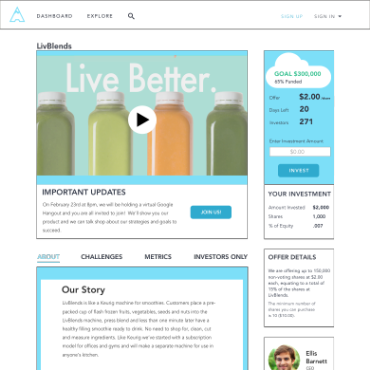 DASHBOARD EXPLORE SIGN UP SIGN IN
LivBlends
Live Better.
IMPORTANT UPDATES
On February 23rd at 8pm, we will be holding a virtual Google
Hangout and you are all invited to join! We'll show you our
product and we can talk shop about our strategies and goals to
succeed.
JOIN US!
ABOUT CHALLENGES METRICS INVESTORS ONLY
Our Story
LivBlends is like a Keurig machine for smoothies. Customers place a pre-
packed cup of flash frozen fruits, vegetables, seeds and nuts into the
LivBlends machine, press blend and less than one minute later have a
healthy filling smoothie ready to drink. No need to shop for, clean, cut
and measure ingredients. Like Keurig we've started with a subscription
model for offices and gyms and will make a separate machine for use in
anyone's kitchen.
GOAL $300,000
65% Funded
Offer $2.00
Days Left 20
Investors 271
Enter Investment Amount
$0.00
INVEST
YOUR INVESTMENT
Amount Invested $2,000
Shares 1,000
% of Equity .007
OFFER DETAILS
We are offering up to 150,000
non-voting shares at $2.00
each, equating to a total of
15% of the shares at
LivBlends.
The minimum number of
shares you can purchase
is 10 ($20.00).
Ellis
Barnett
CEO